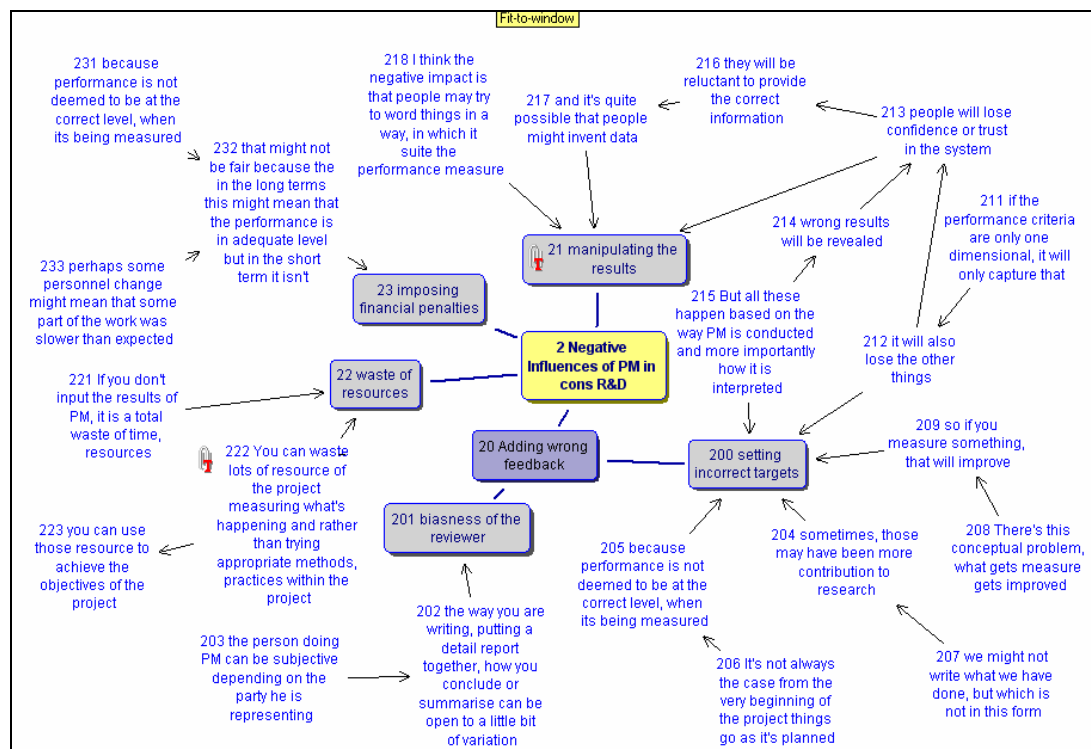 Fit-to-window
231 because
performance is not
deemed to be at the
correct level, when
its being measured
218 I think the
negative impact is
that people may try
to word things in a
way, in which it
suite the
performance measure
217 and it's quite
possible that people
might invent data
216 they will be
reluctant to provide
the correct
information
213 people will lose
confidence or trust
in the system
232 that might not
be fair because the
in the long terms
this might mean that
the performance is
in adequate level
but in the short
term it isn't
211 if the
performance criteria
are only one
dimensional, it will
only capture that
214 wrong results
will be revealed
21 manipulating the
results
233 perhaps some
personnel change
might mean that some
part of the work was
slower than expected
23 imposing
financial penalties
215 But all these
happen based on the
way PM is conducted
and more importantly
how it is
interpreted
212 it will also
lose the other
things
2 Negative
Influences of PM in
cons R&D
22 waste of
resources
221 If you don't
input the results of
PM, it is a total
waste of time,
resources
209 so if you
measure something,
that will improve
20 Adding wrong
feedback
200 setting
incorrect targets
222 You can waste
lots of resource of
the project
measuring what's
happening and rather
than trying
appropriate methods,
practices within the
project
201 biasness of the
reviewer
223 you can use
those resource to
achieve the
objectives of the
project
205 because
performance is not
deemed to be at the
correct level, when
its being measured
204 sometimes, those
may have been more
contribution to
research
208 There's this
conceptual problem,
what gets measure
gets improved
203 the person doing
PM can be subjective
depending on the
party he is
representing
202 the way you are
writing, putting a
detail report
together, how you
conclude or
summarise can be
open to a little bit
of variation
206 It's not always
the case from the
very beginning of
the project things
go as it's planned
207 we might not
write what we have
done, but which is
not in this form